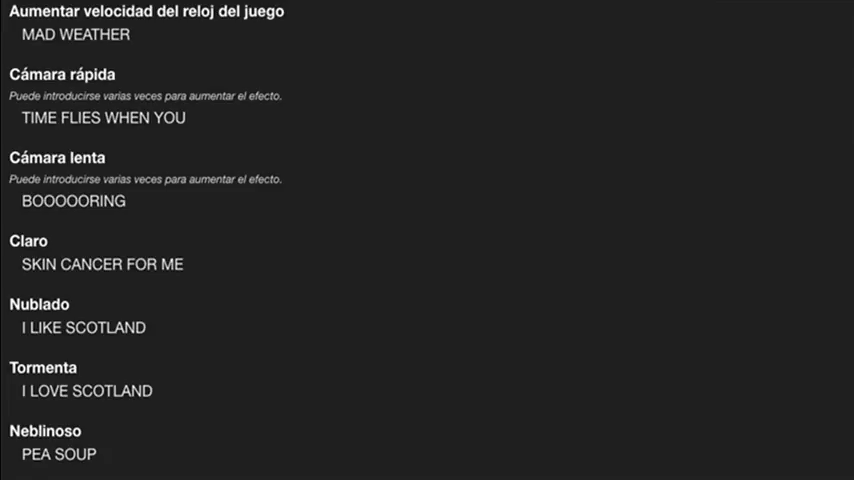 Aumentar velocidad del reloj del juego
MAD WEATHER
Cámara rápida
Puede introducirse varias veces para aumentar el efecto.
TIME FLIES WHEN YOU
Cámara lenta
Puede introducirse varias veces para aumentar el efecto.
BOOOOORING
Claro
SKIN CANCER FOR ME
Nublado
I LIKE SCOTLAND
Tormenta
I LOVE SCOTLAND
Neblinoso
PEA SOUP